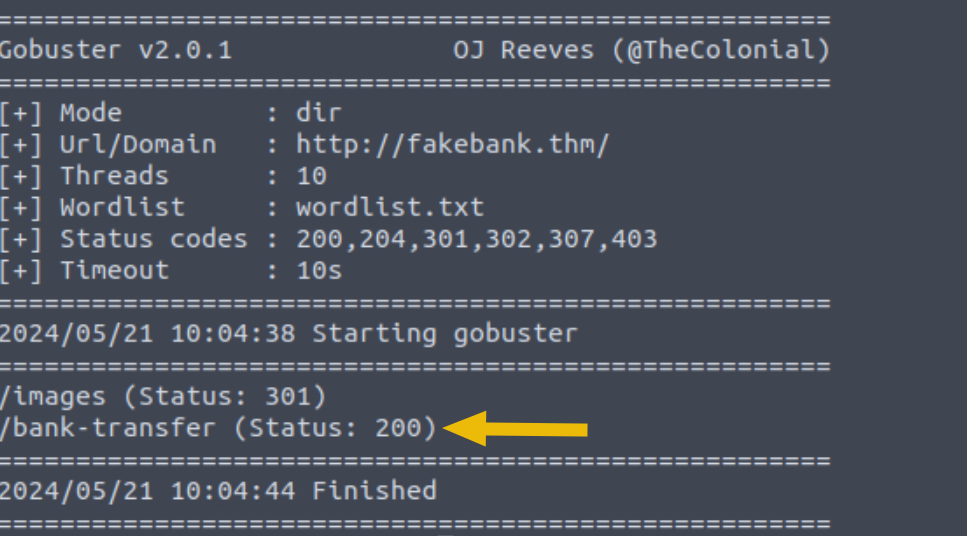 =====================================================
Gobuster v2.0.1              OJ Reeves (@TheColonial)
=====================================================
[+] Mode         : dir
[+] Url/Domain   : http://fakebank.thm/
[+] Threads      : 10
[+] Wordlist     : wordlist.txt
[+] Status codes : 200,204,301,302,307,403
[+] Timeout      : 10s
=====================================================
2024/05/21 10:04:38 Starting gobuster
=====================================================
/images (Status: 301)
/bank-transfer (Status: 200)
=====================================================
2024/05/21 10:04:44 Finished
=====================================================